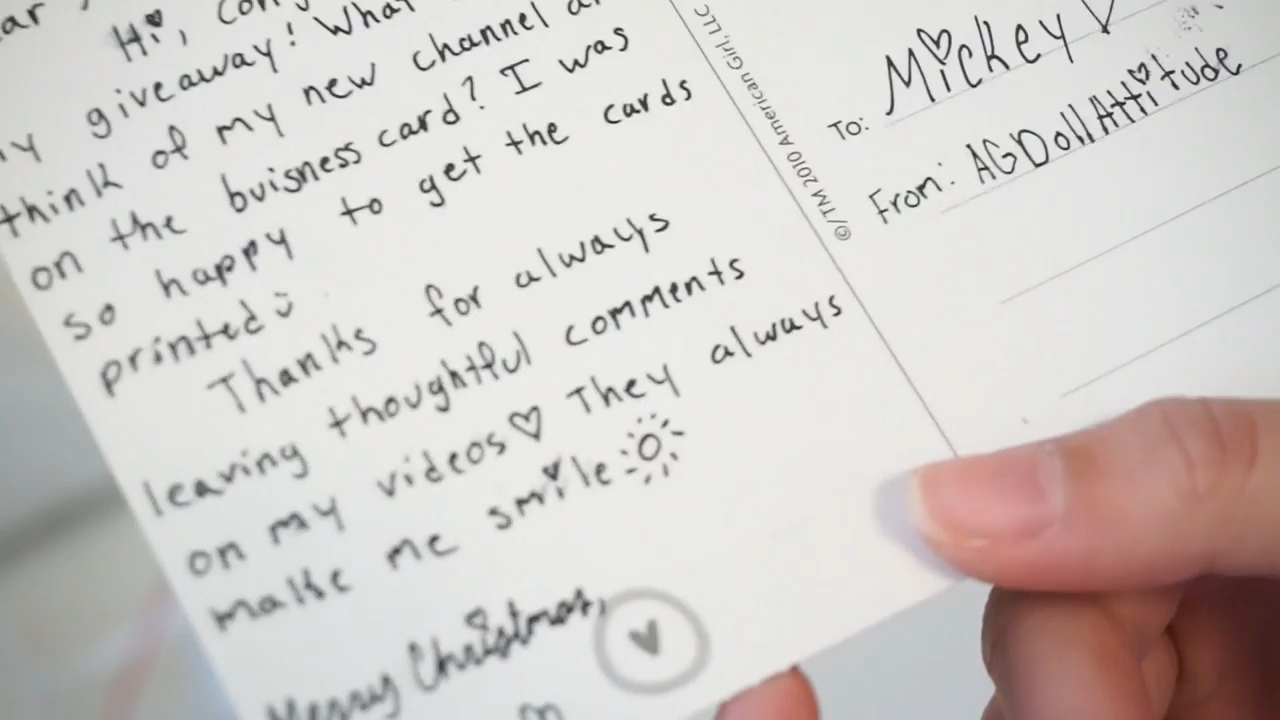 Hi,
giveaway! What
think of my new channel
on the buisness card? I was
so happy to get the cards
printed
Thanks for always
leaving thoughtful comments
on my videos♡ They always
make me smile
Merry Christmas,
©/TM 2010 American Girl, LLC
To: Mickey
From: AGDollAttitude